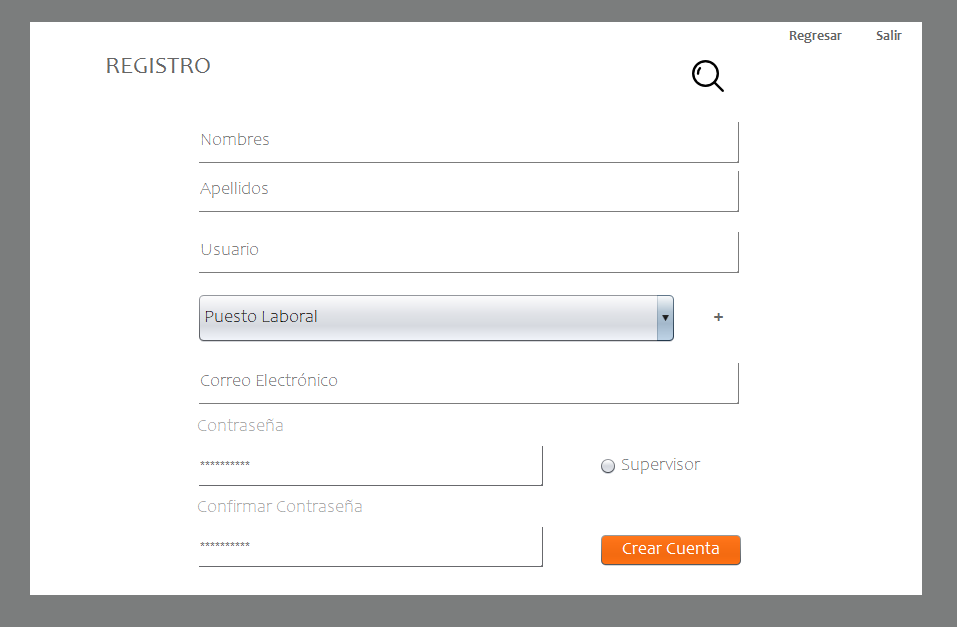 Regresar Salir
REGISTRO
Nombres
Apellidos
Usuario
Puesto Laboral
+
Correo Electrónico
Contraseña
**********
Supervisor
Confirmar Contraseña
**********
Crear Cuenta